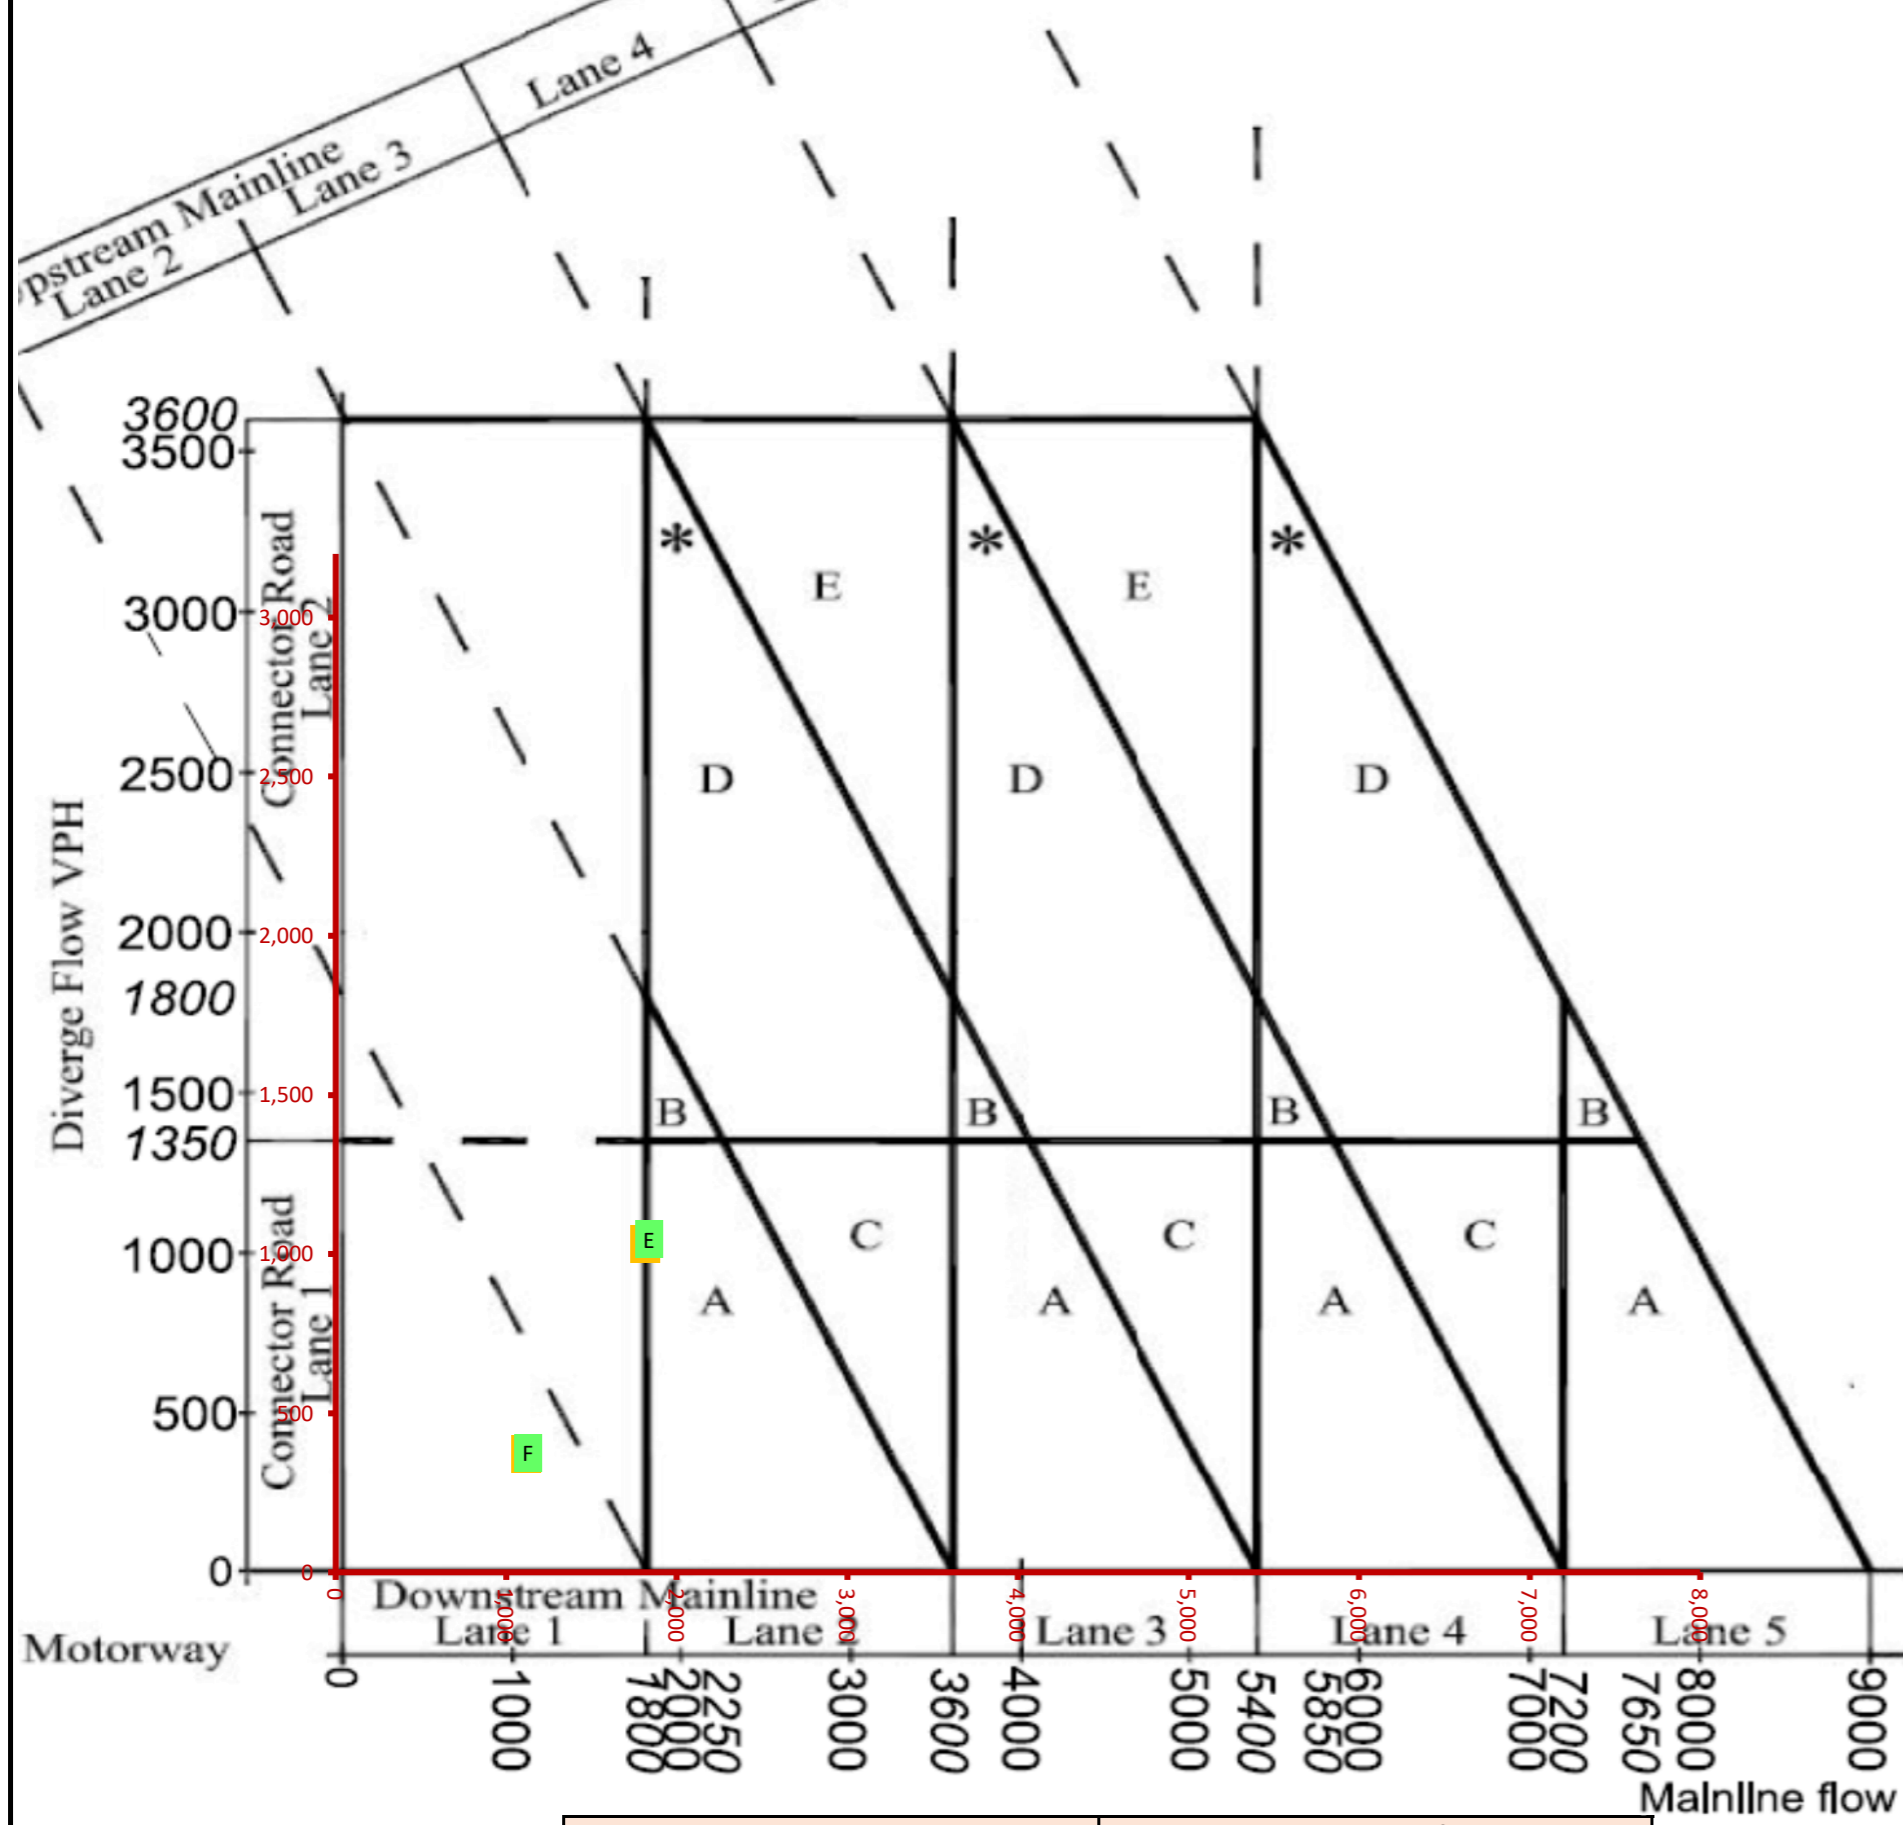 Lane 4
pstream Mainline
Lane 3
Lane 2
3600
3500
3000
2500
2000
1800
1500
1350
1000
500
0
Diverge Flow VPH
Connector Road
Lane 2
Connector Road
Lane 1
3,000
2,500
2,000
1,500
1,000
500
0
* * *
E E
D D D
B B B B
C C C
A A A A
E
F
0 1,000 2,000 3,000 4,000 5,000 6,000 7,000 8,000
Downstream Mainline
Lane 1 Lane 2 Lane 3 Lane 4 Lane 5
Motorway
0 1000 1800 2000 2250 3000 3600 4000 5000 5400 5850 6000 7000 7200 7650 8000 9000
Mainline flow